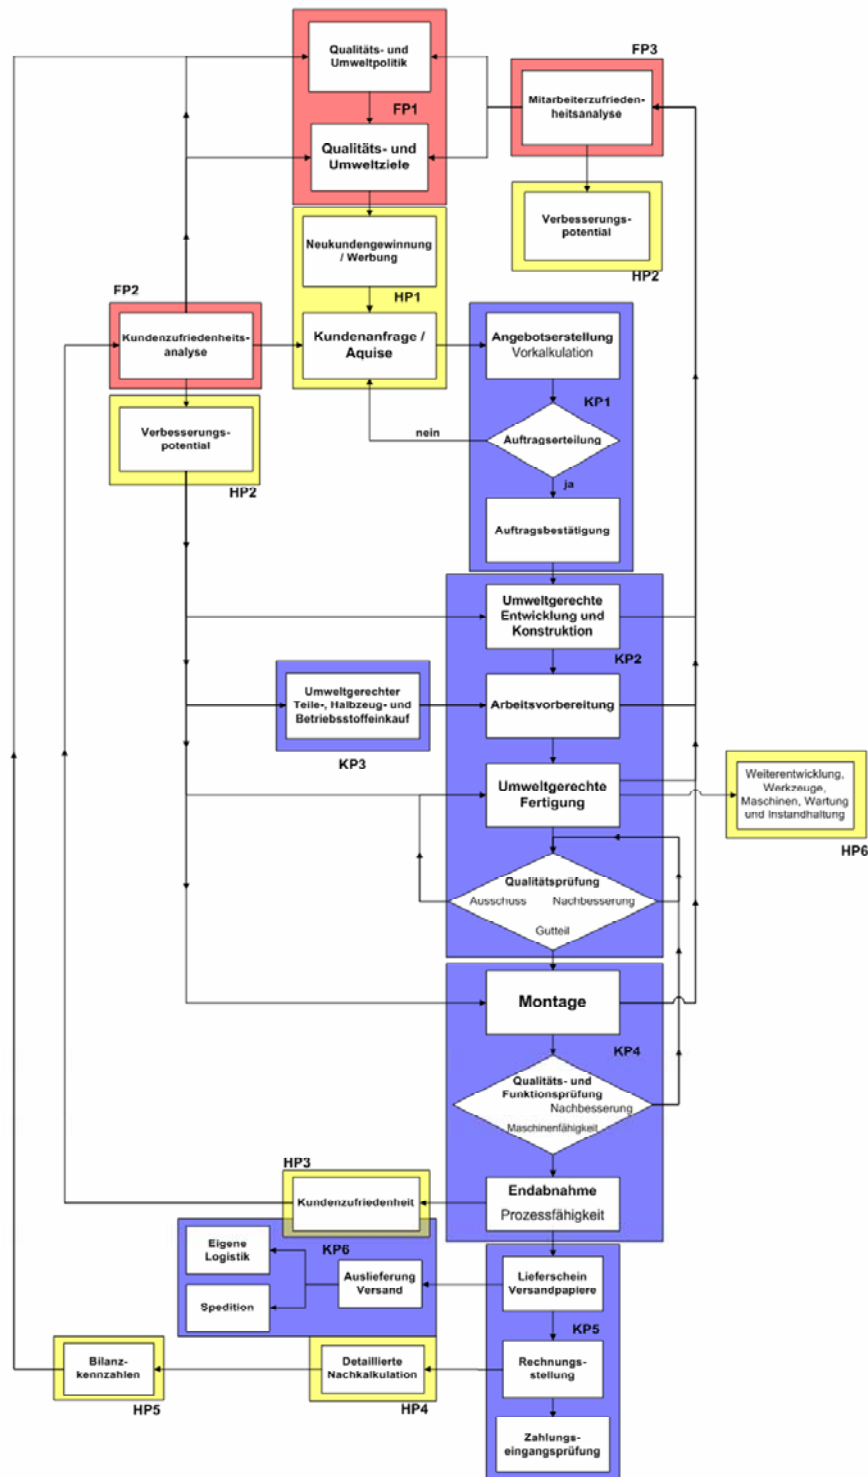 Qualitäts- und
Umweltpolitik
FP1
Qualitäts- und
Umweltziele
FP3
Mitarbeiterzufrieden-
heitsanalyse
Verbesserungs-
potential
HP2
Neukundengewinnung
/ Werbung
HP1
Kundenanfrage /
Aquise
FP2
Kundenzufriedenheits-
analyse
Verbesserungs-
potential
HP2
Angebotserstellung
Vorkalkulation
KP1
nein
Auftragserteilung
ja
Auftragsbestätigung
Umweltgerechte
Entwicklung und
Konstruktion
KP2
Umweltgerechter
Teile-, Halbzeug- und
Betriebsstoffeinkauf
KP3
Arbeitsvorbereitung
Umweltgerechte
Fertigung
Weiterentwicklung,
Werkzeuge,
Maschinen, Wartung
und Instandhaltung
HP6
Qualitätsprüfung
Ausschuss Nachbesserung
Gutteil
Montage
KP4
Qualitäts- und
Funktionsprüfung
Nachbesserung
Maschinenfähigkeit
HP3
Kundenzufriedenheit
Endabnahme
Prozessfähigkeit
Eigene
Logistik
KP6
Auslieferung
Versand
Spedition
Lieferschein
Versandpapiere
KP5
Bilanz-
kennzahlen
HP5
Detaillierte
Nachkalkulation
HP4
Rechnungs-
stellung
Zahlungs-
eingangsprüfung